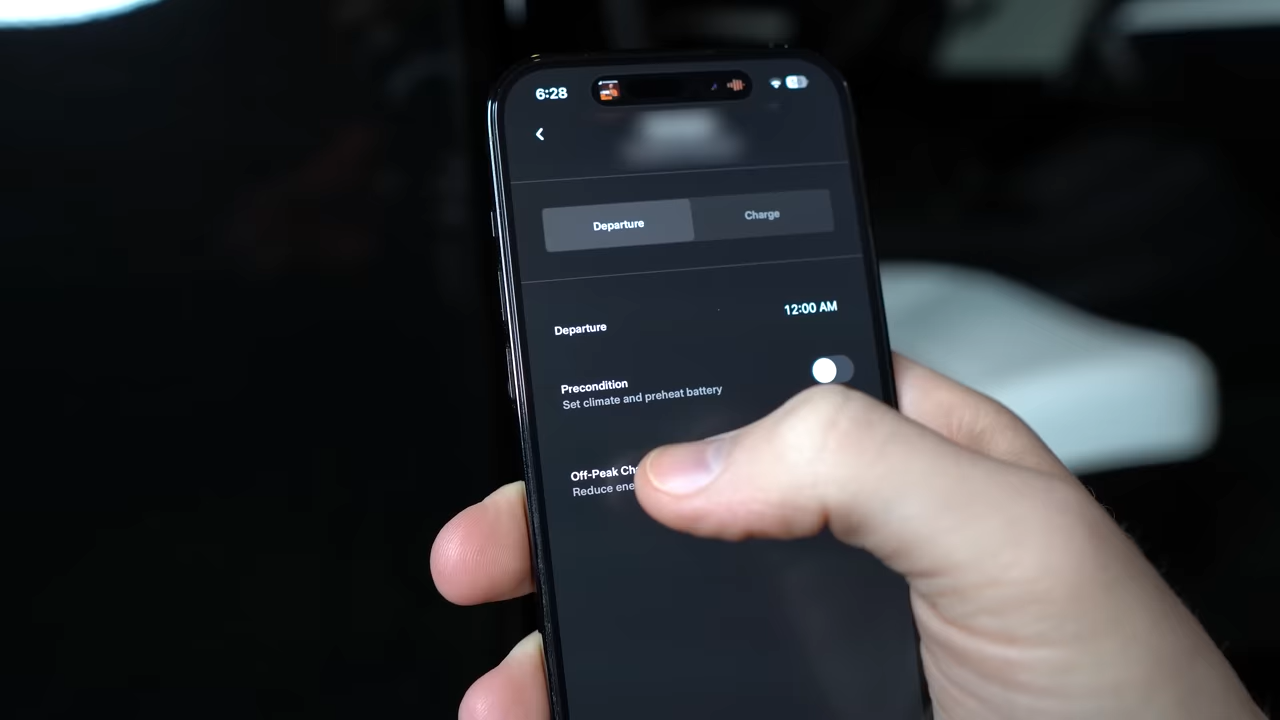 6:28
Departure
Charge
Departure
12:00 AM
Precondition
Set climate and preheat battery
Off-Peak Ch
Reduce ene